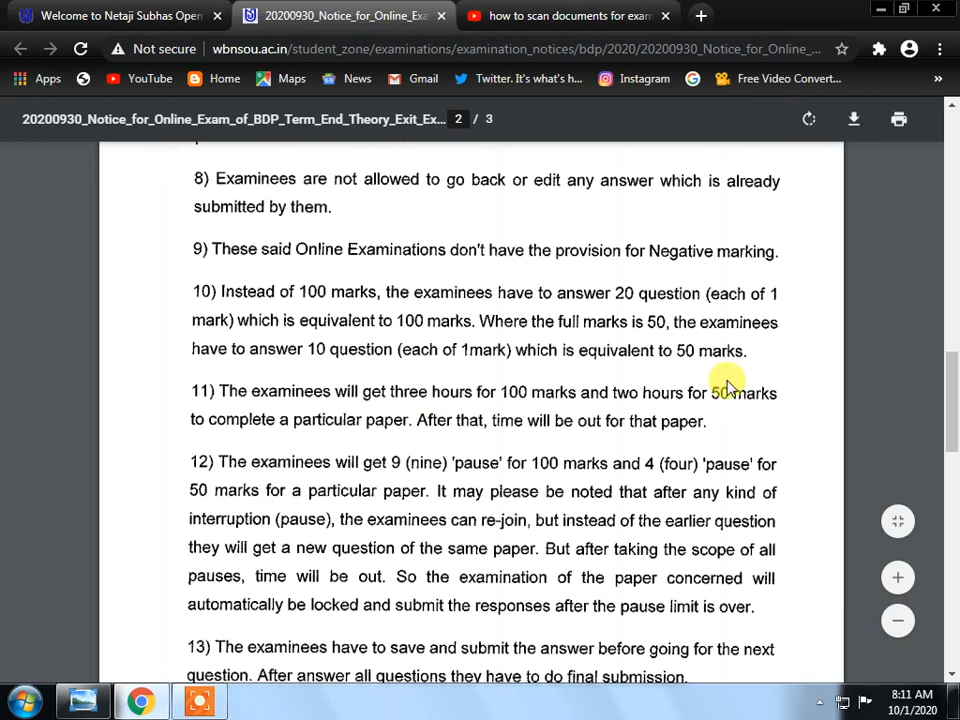 Welcome to Netaji Subhas Open
20200930_Notice_for_Online_Exa
how to scan documents for exam
Not secure
wbnsou.ac.in/student_zone/examinations/examination_notices/bdp/2020/20200930_Notice_for_Online_...
Apps
YouTube
Home
Maps
News
Gmail
Twitter. It's what's h...
Instagram
Free Video Convert...
»
20200930_Notice_for_Online_Exam_of_BDP_Term_End_Theory_Exit_Ex...
2 / 3
8) Examinees are not allowed to go back or edit any answer which is already
submitted by them.
9) These said Online Examinations don't have the provision for Negative marking.
10) Instead of 100 marks, the examinees have to answer 20 question (each of 1
mark) which is equivalent to 100 marks. Where the full marks is 50, the examinees
have to answer 10 question (each of 1mark) which is equivalent to 50 marks.
11) The examinees will get three hours for 100 marks and two hours for 50 marks
to complete a particular paper. After that, time will be out for that paper.
12) The examinees will get 9 (nine) 'pause' for 100 marks and 4 (four) 'pause' for
50 marks for a particular paper. It may please be noted that after any kind of
interruption (pause), the examinees can re-join, but instead of the earlier question
they will get a new question of the same paper. But after taking the scope of all
pauses, time will be out. So the examination of the paper concerned will
automatically be locked and submit the responses after the pause limit is over.
13) The examinees have to save and submit the answer before going for the next
question. After answer all questions they have to do final submission.
8:11 AM
10/1/2020